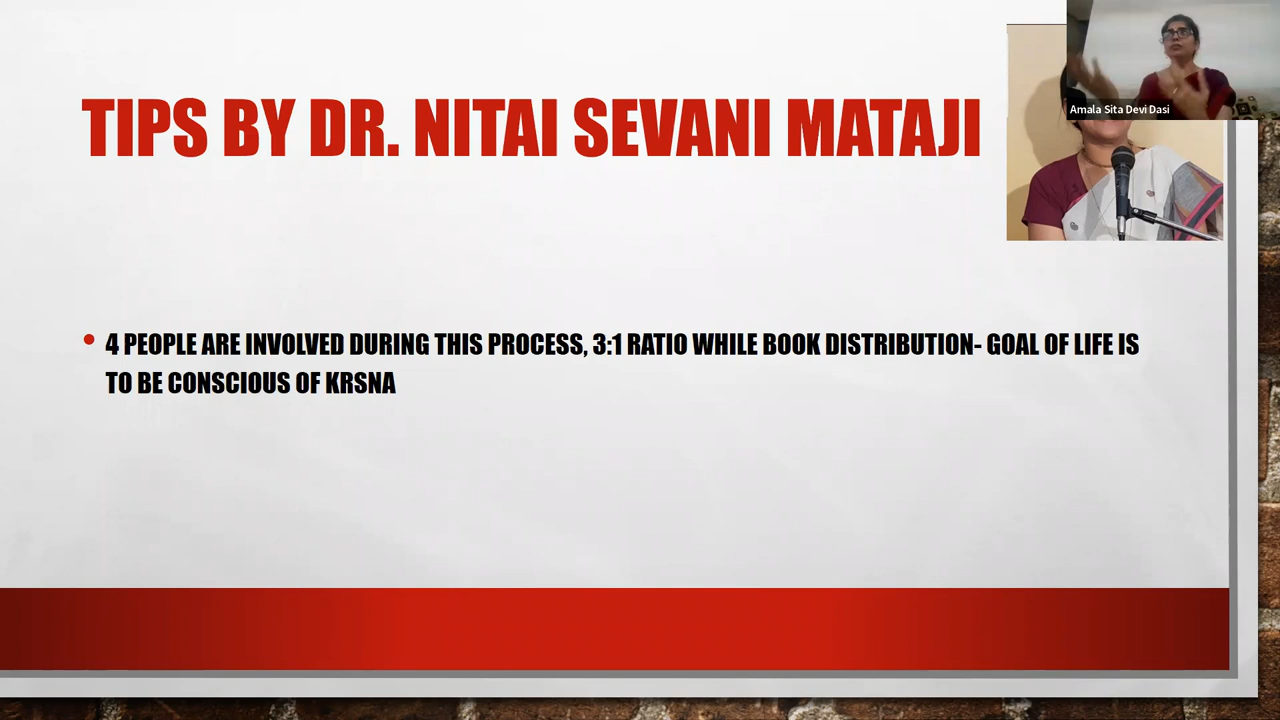 TIPS BY DR. NITAI SEVANI MATAJI
Amala Sita Devi Dasi
4 PEOPLE ARE INVOLVED DURING THIS PROCESS, 3:1 RATIO WHILE BOOK DISTRIBUTION- GOAL OF LIFE IS
TO BE CONSCIOUS OF KRSNA